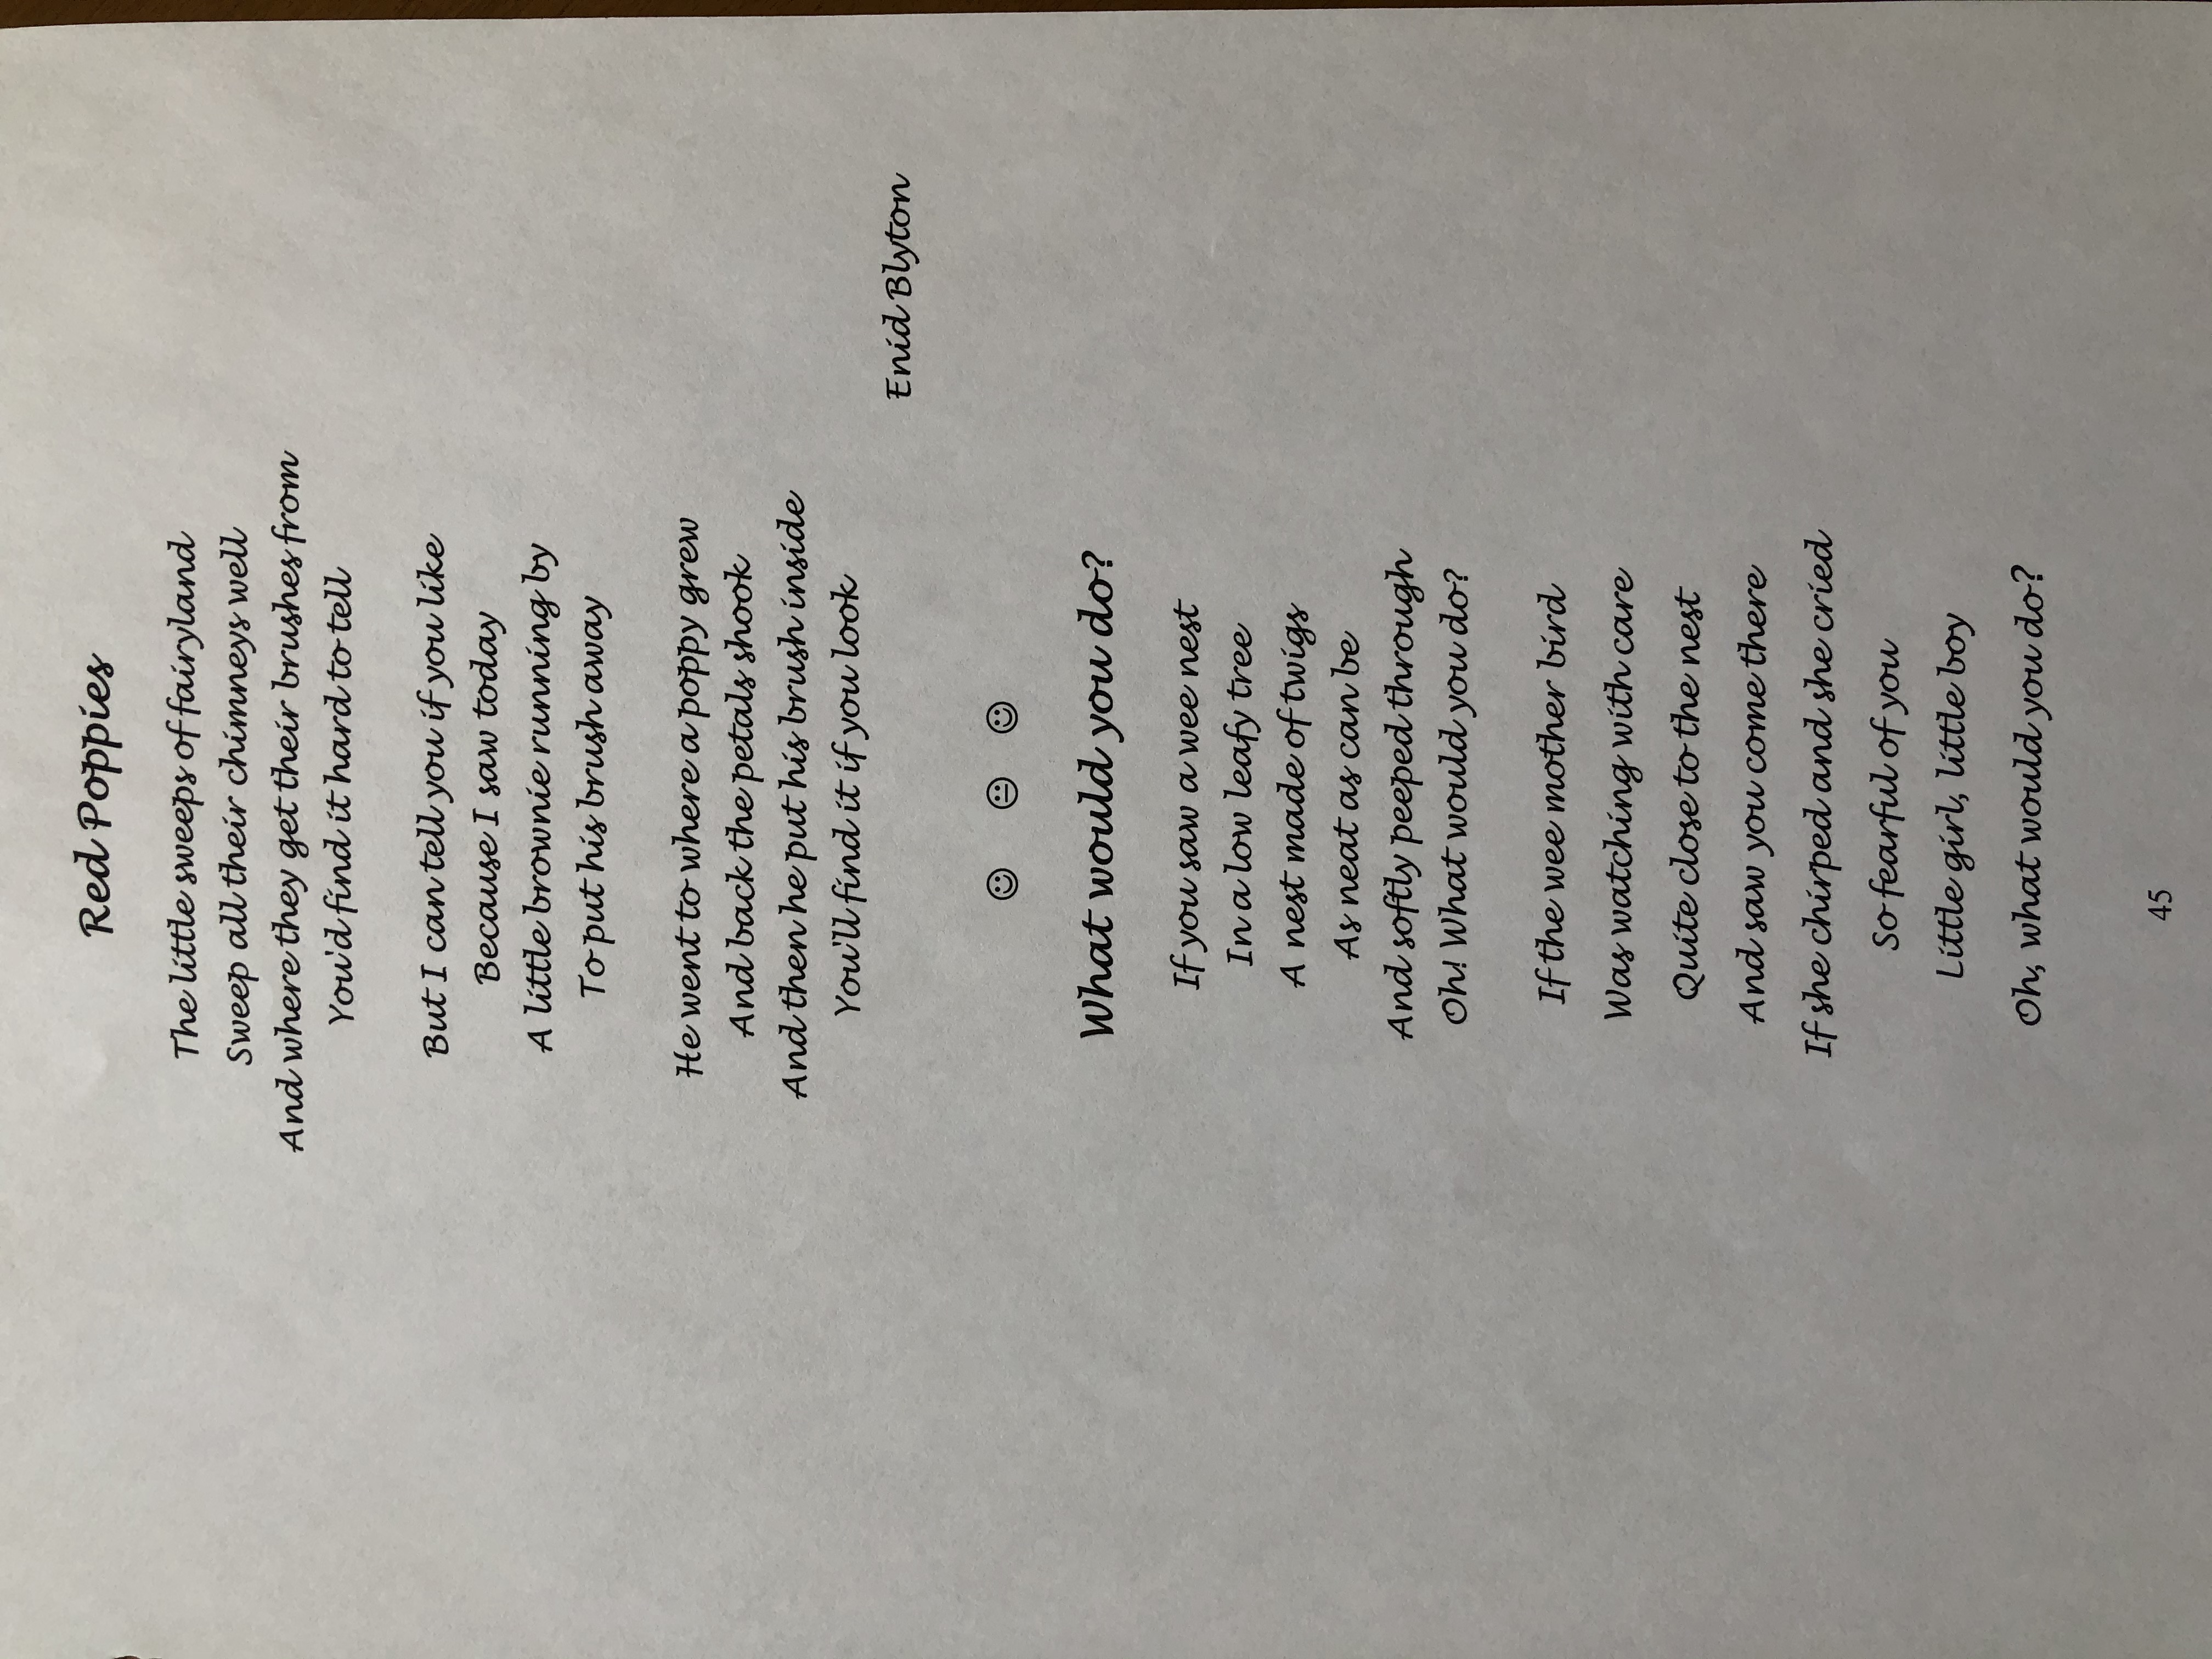 Red Poppies
The little sweeps of fairyland
Sweep all their chimneys well
And where they get their brushes from
You'd find it hard to tell
But I can tell you if you like
Because I saw today
A little brownie running by
To put his brush away
He went to where a poppy grew
And back the petals shook
And then he put his brush inside
You'll find it if you look
Enid Blyton
☺ 😐 ☺
What would you do?
If you saw a wee nest
In a low leafy tree
A nest made of twigs
As neat as can be
And softly peeped through
Oh! What would you do?
If the wee mother bird
Was watching with care
Quite close to the nest
And saw you come there
If she chirped and she cried
So fearful of you
Little girl, little boy
Oh, what would you do?
45